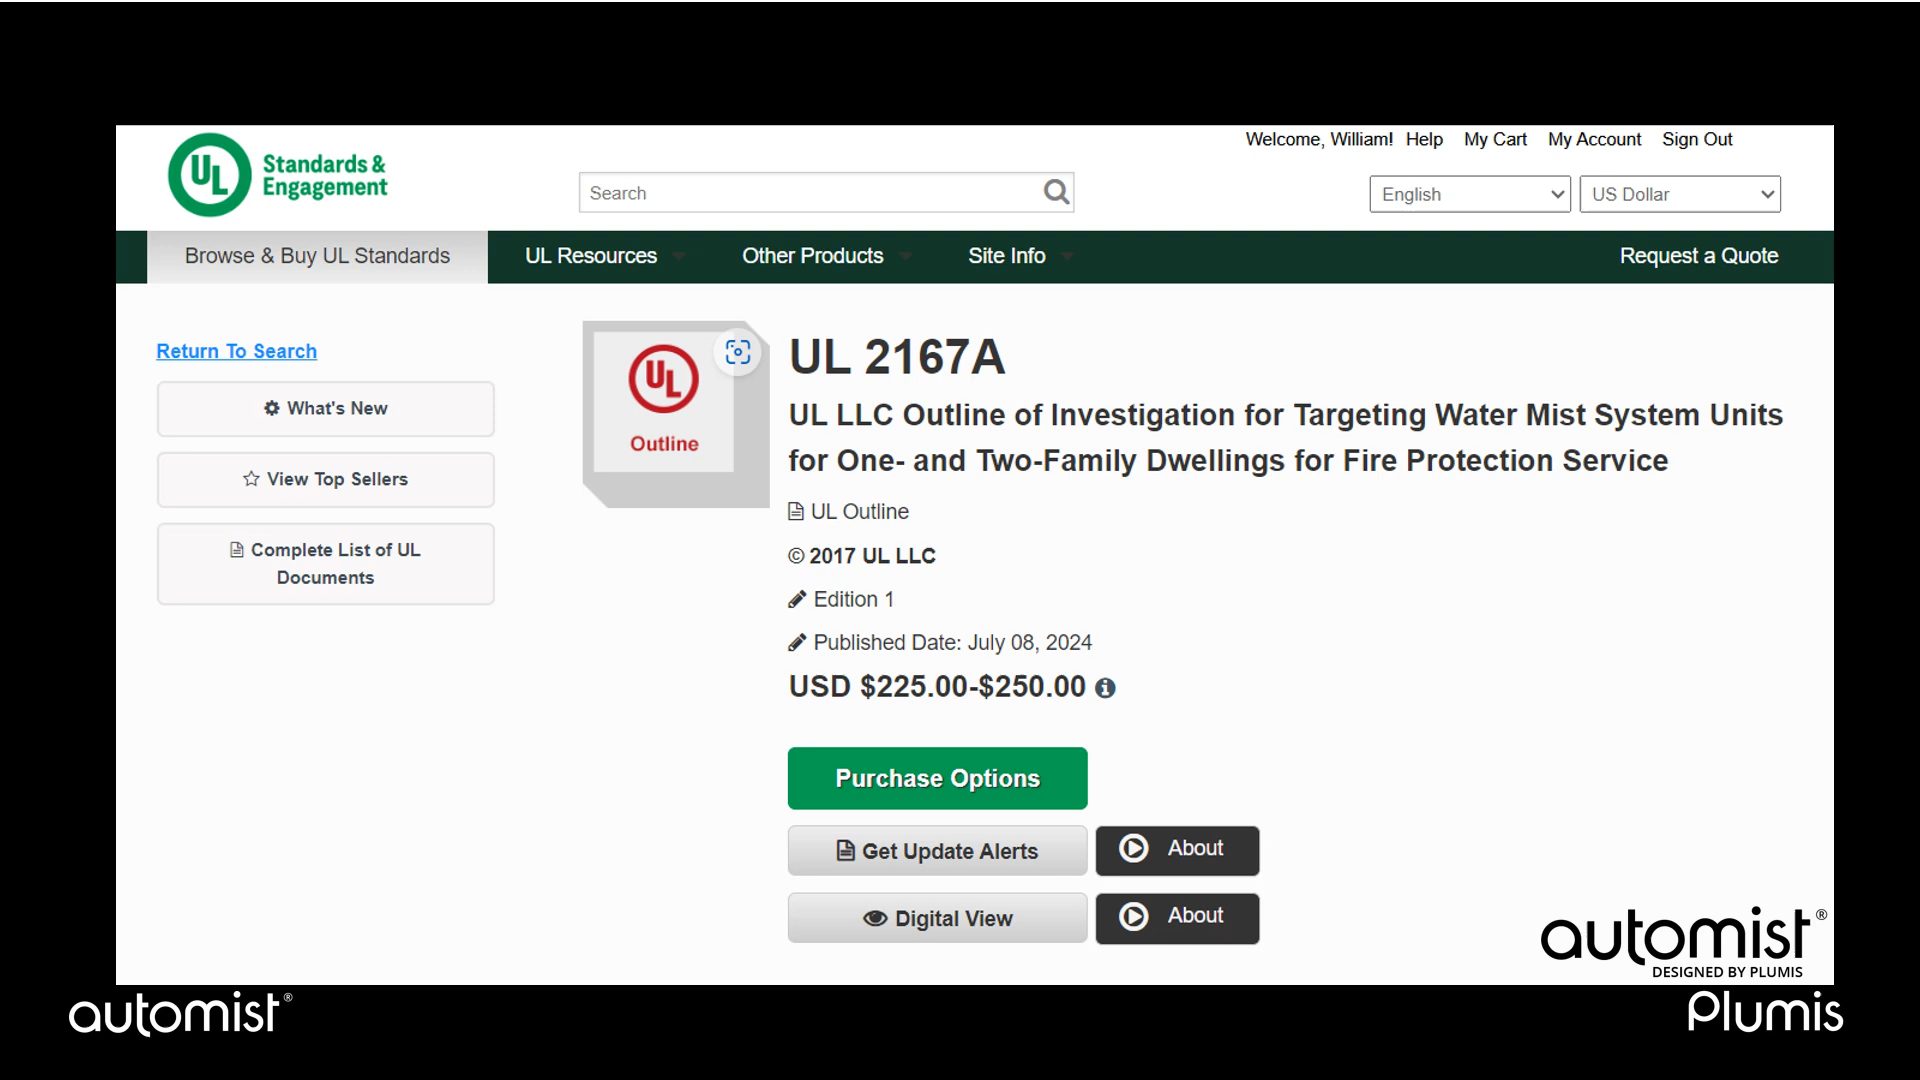 Welcome, William! Help My Cart My Account Sign Out
UL Standards &
Engagement
Search
English
US Dollar
Browse & Buy UL Standards
UL Resources
Other Products
Site Info
Request a Quote
Return To Search
What's New
View Top Sellers
Complete List of UL
Documents
UL
Outline
UL 2167A
UL LLC Outline of Investigation for Targeting Water Mist System Units
for One- and Two-Family Dwellings for Fire Protection Service
UL Outline
© 2017 UL LLC
Edition 1
Published Date: July 08, 2024
USD $225.00-$250.00
Purchase Options
Get Update Alerts
About
Digital View
About
automist®
DESIGNED BY PLUMIS
automist®
Plumis